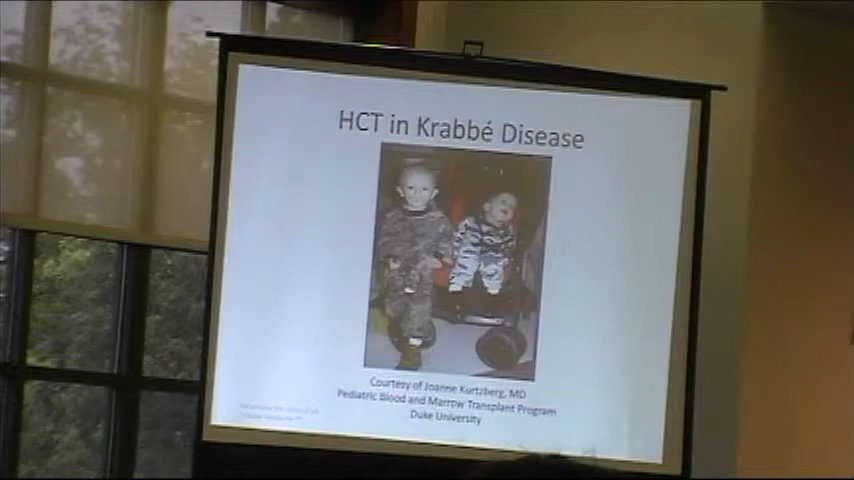 HCT in Krabbé Disease
Courtesy of Joanne Kurtzberg, MD
Pediatric Blood and Marrow Transplant Program
Duke University